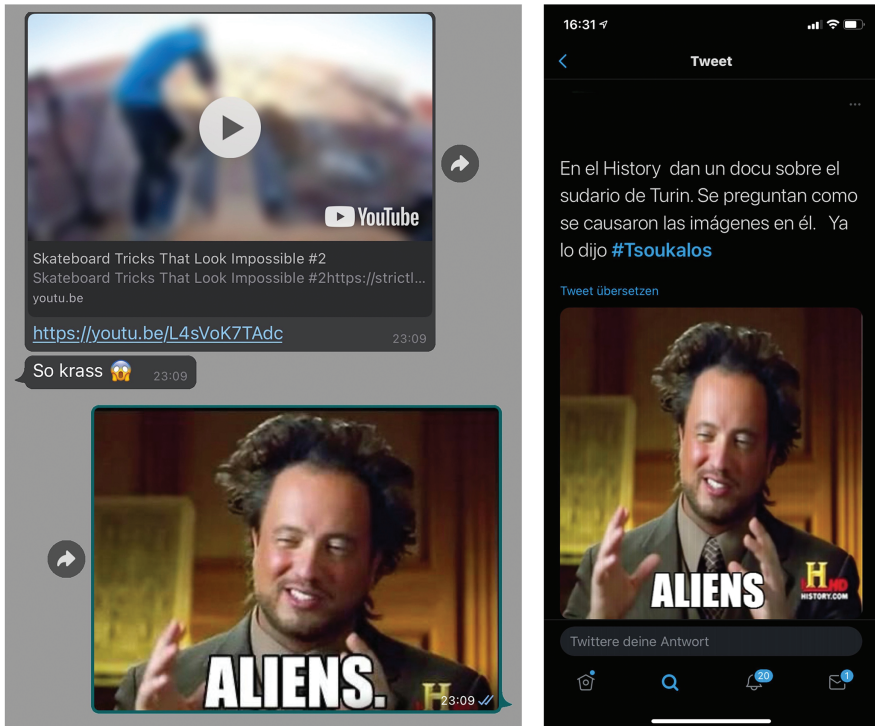 YouTube
Skateboard Tricks That Look Impossible #2
Skateboard Tricks That Look Impossible #2https://strictl...
youtu.be
https://youtu.be/L4sVoK7TAdc
23:09
So krass 😱 23:09
ALIENS.
H
23:09
16:31
Tweet
En el History dan un docu sobre el
sudario de Turin. Se preguntan como
se causaron las imágenes en él. Ya
lo dijo #Tsoukalos
Tweet übersetzen
ALIENS
H HD
HISTORY.COM
Twittere deine Antwort
20
1